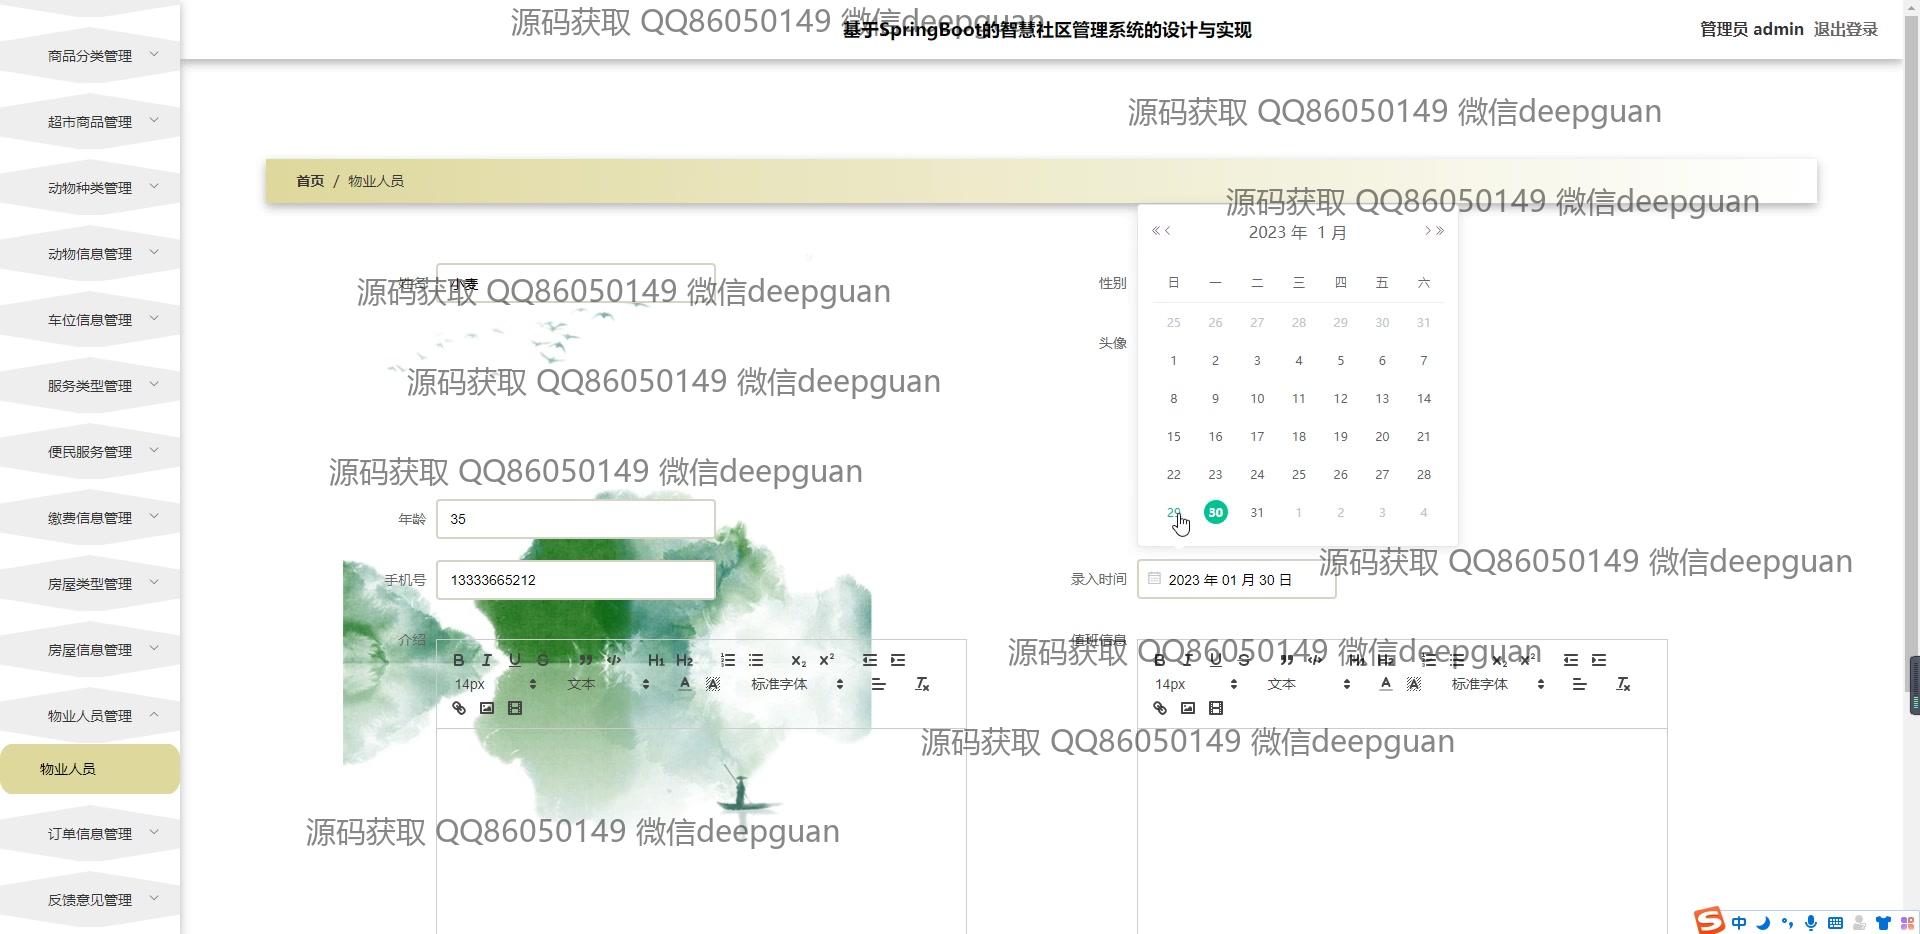 基于SpringBoot的智慧社区管理系统的设计与实现
管理员 admin 退出登录
源码获取 QQ86050149 微信deepguan
源码获取 QQ86050149 微信deepguan
商品分类管理
超市商品管理
动物种类管理
动物信息管理
车位信息管理
服务类型管理
便民服务管理
缴费信息管理
房屋类型管理
房屋信息管理
物业人员管理
物业人员
订单信息管理
反馈意见管理
首页 / 物业人员
源码获取 QQ86050149 微信deepguan
姓名 小麦
源码获取 QQ86050149 微信deepguan
源码获取 QQ86050149 微信deepguan
源码获取 QQ86050149 微信deepguan
性别
头像
2023 年 1 月
日 一 二 三 四 五 六
25 26 27 28 29 30 31
1 2 3 4 5 6 7
8 9 10 11 12 13 14
15 16 17 18 19 20 21
22 23 24 25 26 27 28
29 30 31 1 2 3 4
年龄 35
手机号 13333665212
录入时间 2023 年 01 月 30 日
源码获取 QQ86050149 微信deepguan
介绍
B I U S H1 H2 X2 X2
14px 文本 A A 标准字体
值班信息
源码获取 QQ86050149 微信deepguan
B I U S H1 H2 X2 X2
14px 文本 A A 标准字体
源码获取 QQ86050149 微信deepguan
源码获取 QQ86050149 微信deepguan
S 中